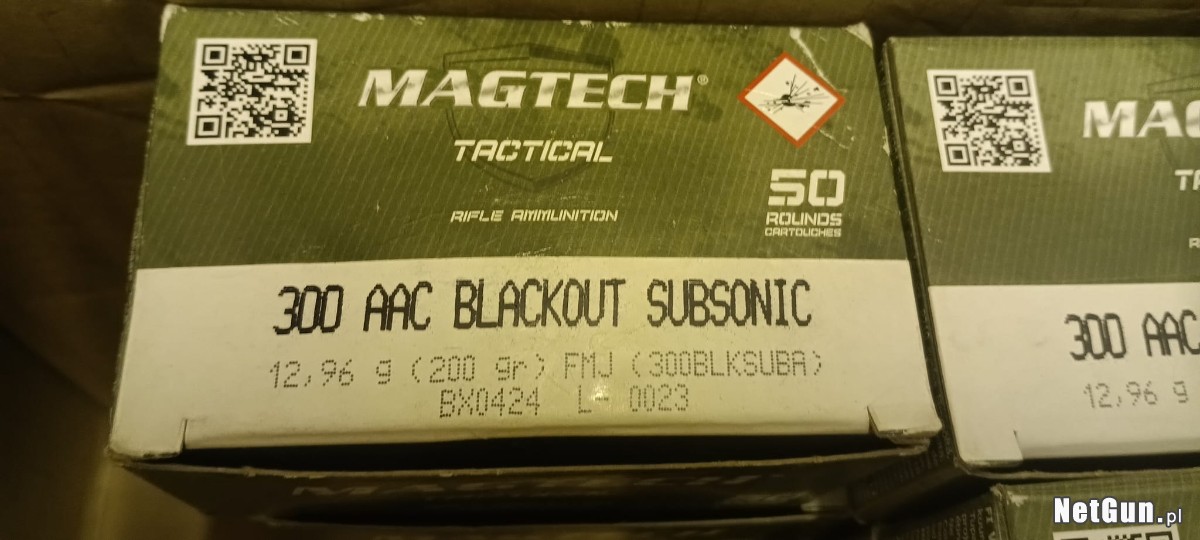 MAGTECH®
TACTICAL
RIFLE AMMUNITION
50
ROUNDS
CARTOUCHES
300 AAC BLACKOUT SUBSONIC
12,96 g (200 gr) FMJ (300BLKSUBA)
BX0424 L- 0023
MAG
300 AAC
12,96 g
NetGun.pl